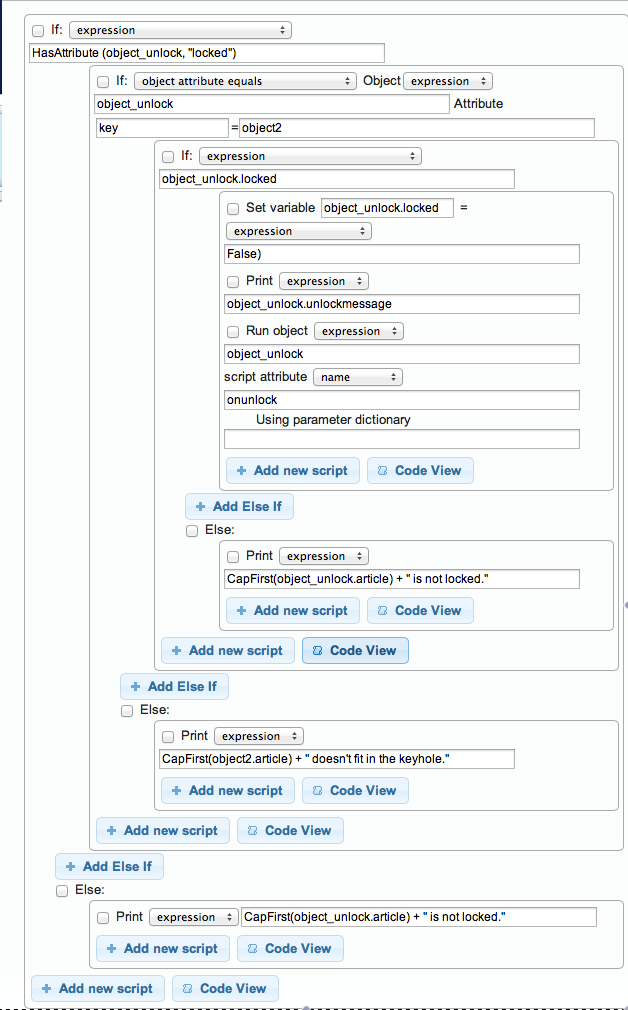 If: expression
HasAttribute (object_unlock, "locked")
If: object attribute equals Object expression
object_unlock Attribute
key =object2
If: expression
object_unlock.locked
Set variable object_unlock.locked =
expression
False)
Print expression
object_unlock.unlockmessage
Run object expression
object_unlock
script attribute name
onunlock
Using parameter dictionary
Add new script Code View
Add Else If
Else:
Print expression
CapFirst(object_unlock.article) + " is not locked."
Add new script Code View
Add new script Code View
Add Else If
Else:
Print expression
CapFirst(object2.article) + " doesn't fit in the keyhole."
Add new script Code View
Add new script Code View
Add Else If
Else:
Print expression CapFirst(object_unlock.article) + " is not locked."
Add new script Code View
Add new script Code View